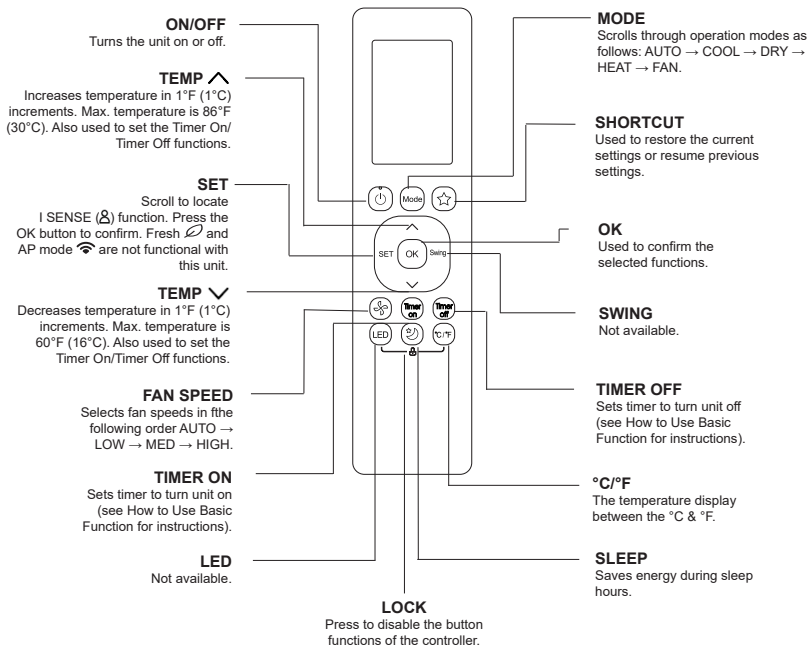 ON/OFF
Turns the unit on or off.
TEMP
Increases temperature in 1°F (1°C)
increments. Max. temperature is 86°F
(30°C). Also used to set the Timer On/
Timer Off functions.
SET
Scroll to locate
I SENSE ( ) function. Press the
OK button to confirm. Fresh and
AP mode are not functional with
this unit.
TEMP
Decreases temperature in 1°F (1°C)
increments. Max. temperature is
60°F (16°C). Also used to set the
Timer On/Timer Off functions.
FAN SPEED
Selects fan speeds in fthe
following order AUTO →
LOW → MED → HIGH.
TIMER ON
Sets timer to turn unit on
(see How to Use Basic
Function for instructions).
LED
Not available.
Mode
SET
OK
Swing
Timer
on
Timer
off
LED
°C/°F
LOCK
Press to disable the button
functions of the controller.
MODE
Scrolls through operation modes as
follows: AUTO → COOL → DRY →
HEAT → FAN.
SHORTCUT
Used to restore the current
settings or resume previous
settings.
OK
Used to confirm the
selected functions.
SWING
Not available.
TIMER OFF
Sets timer to turn unit off
(see How to Use Basic
Function for instructions).
°C/°F
The temperature display
between the °C & °F.
SLEEP
Saves energy during sleep
hours.